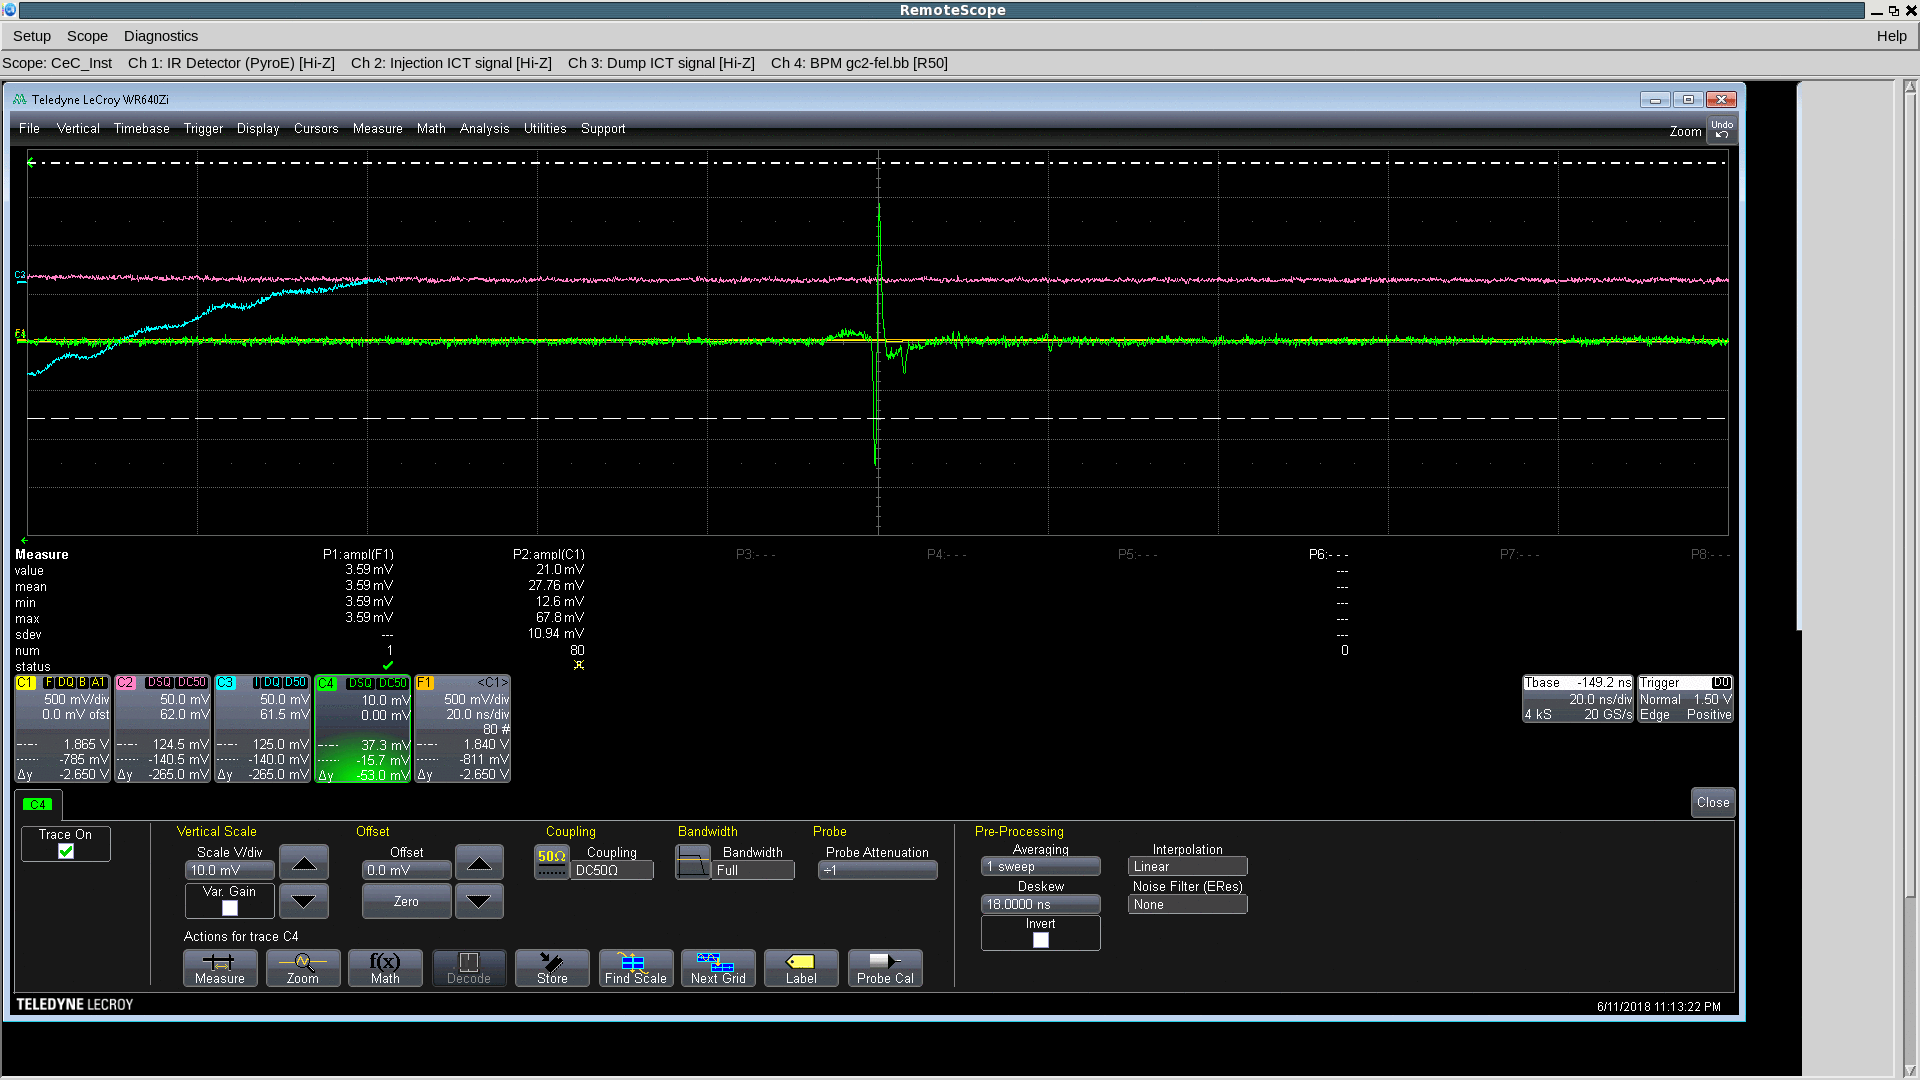 RemoteScope
Setup Scope Diagnostics Help
Scope: CeC_Inst Ch 1: IR Detector (PyroE) [Hi-Z] Ch 2: Injection ICT signal [Hi-Z] Ch 3: Dump ICT signal [Hi-Z] Ch 4: BPM gc2-fel.bb [R50]
Teledyne LeCroy WR640Zi
File Vertical Timebase Trigger Display Cursors Measure Math Analysis Utilities Support Zoom Undo
Measure P1:ampl(F1) P2:ampl(C1) P3:- - - P4:- - - P5:- - - P6:- - - P7:- - - P8:- - -
value 3.59 mV 21.0 mV ---
mean 3.59 mV 27.76 mV ---
min 3.59 mV 12.6 mV ---
max 3.59 mV 67.8 mV ---
sdev --- 10.94 mV ---
num 1 80 0
status
C1 F DQ B A1 C2 DSQ DC50 C3 I DQ D50 C4 DSQ DC50 F1 <C1> Tbase -149.2 ns Trigger D0
500 mV/div 50.0 mV 50.0 mV 10.0 mV 500 mV/div 20.0 ns/div Normal 1.50 V
0.0 mV ofst 62.0 mV 61.5 mV 0.00 mV 20.0 ns/div 4 kS 20 GS/s Edge Positive
80 #
1.865 V 124.5 mV 125.0 mV 37.3 mV 1.840 V
-785 mV -140.5 mV -140.0 mV -15.7 mV -811 mV
Δy -2.650 V Δy -265.0 mV Δy -265.0 mV Δy -53.0 mV Δy -2.650 V
C4 Close
Trace On Vertical Scale Offset Coupling Bandwidth Probe Pre-Processing
Scale V/div Offset 50Ω Coupling Bandwidth Probe Attenuation Averaging Interpolation
10.0 mV 0.0 mV DC50Ω Full ÷1 1 sweep Linear
Var. Gain Zero Deskew Noise Filter (ERes)
18.0000 ns None
Invert
Actions for trace C4
f(x)
Measure Zoom Math Decode Store Find Scale Next Grid Label Probe Cal
TELEDYNE LECROY 6/11/2018 11:13:22 PM